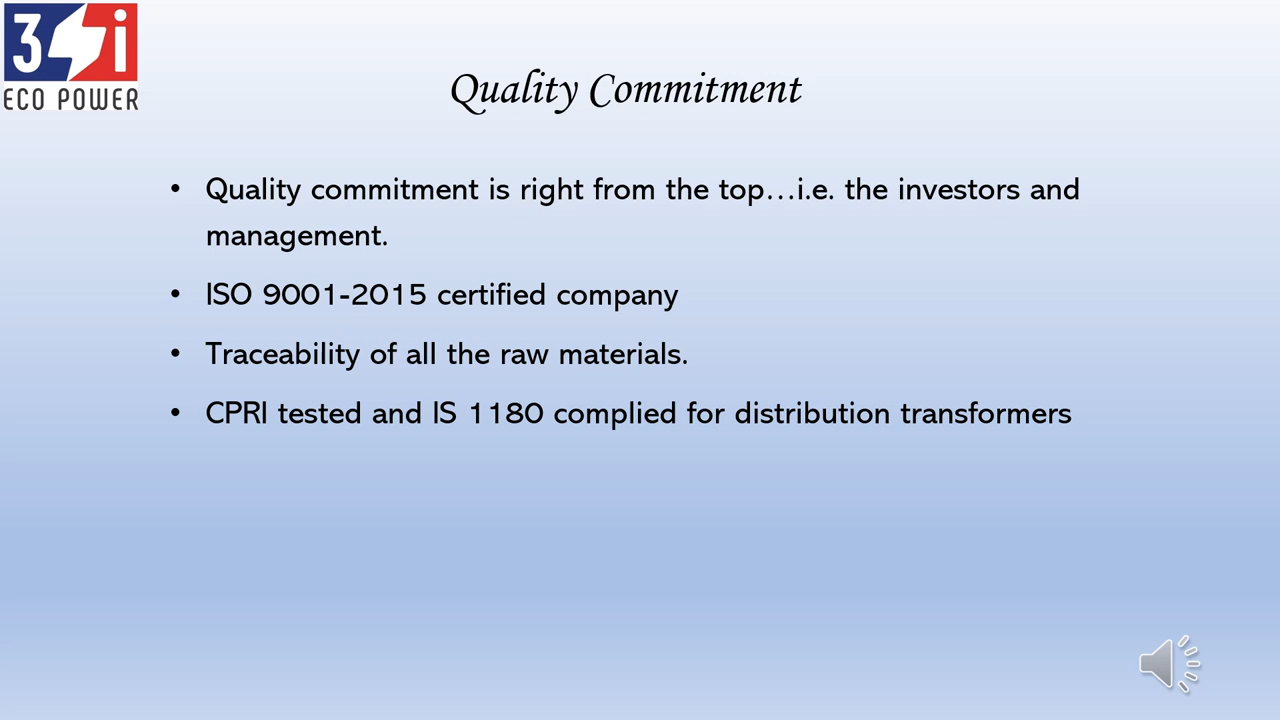 3 i
ECO POWER
Quality Commitment
• Quality commitment is right from the top...i.e. the investors and
management.
• ISO 9001-2015 certified company
• Traceability of all the raw materials.
• CPRI tested and IS 1180 complied for distribution transformers